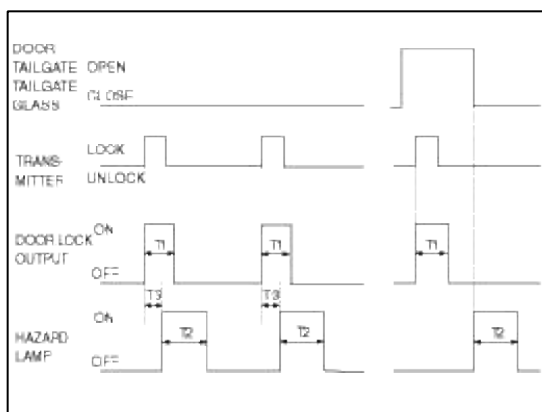 DOOR
TAILGATE OPEN
TAILGATE
GLASS CLOSE
LOCK
TRANS-
MITTER UNLOCK
ON
DOOR LOCK T1 T1 T1
OUTPUT
OFF
T3 T3
ON
HAZARD T2 T2 T2
LAMP OFF